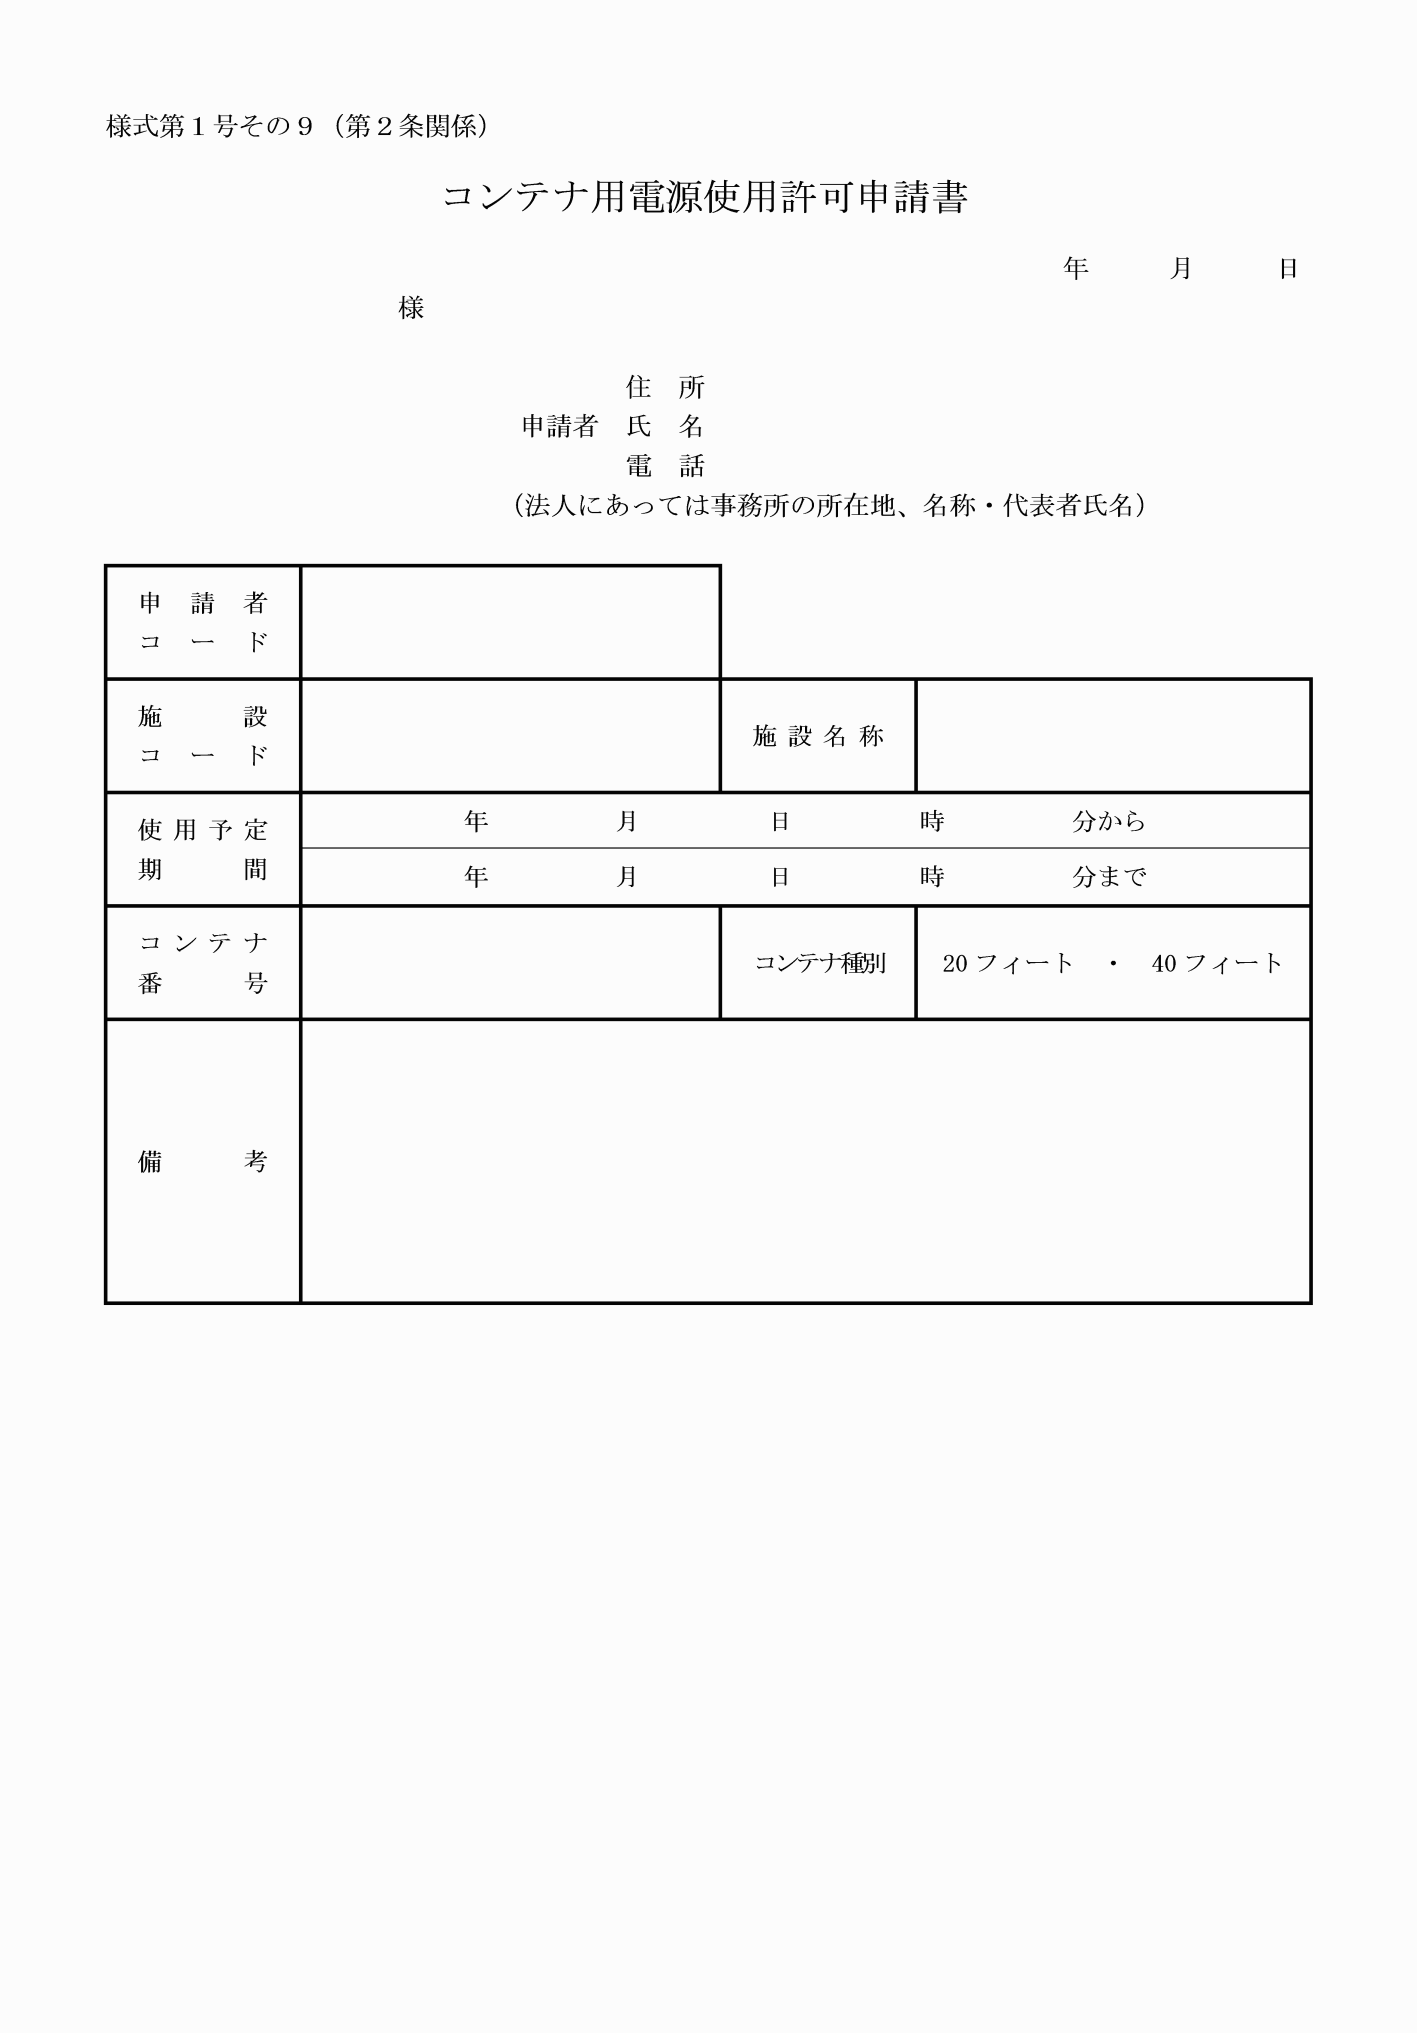 様式第１号その９（第２条関係）
コンテナ用電源使用許可申請書
年　月　日
様
住　所
申請者　氏　名
電　話
（法人にあっては事務所の所在地、名称・代表者氏名）
申請者
コード
施設
コード
施設名称
使用予定
期間
年　月　日　時　分から
年　月　日　時　分まで
コンテナ
番号
コンテナ種別
20フィート　・　40フィート
備考